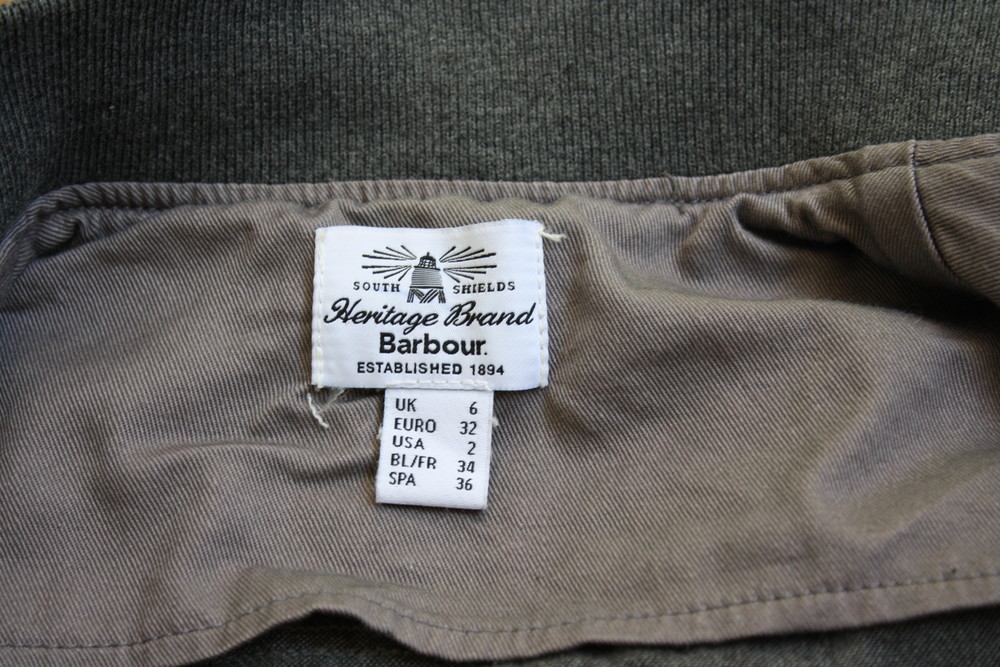 SOUTH SHIELDS
Heritage Brand
Barbour.
ESTABLISHED 1894
UK 6
EURO 32
USA 2
BL/FR 34
SPA 36